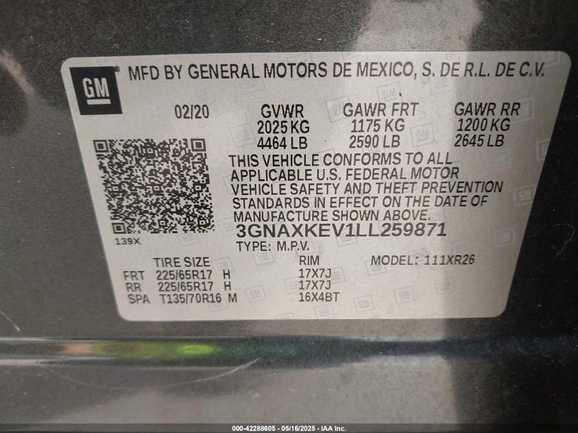 GM
MFD BY GENERAL MOTORS DE MEXICO, S. DE R.L. DE C.V.
02/20 GVWR GAWR FRT GAWR RR
2025 KG 1175 KG 1200 KG
4464 LB 2590 LB 2645 LB
THIS VEHICLE CONFORMS TO ALL
APPLICABLE U.S. FEDERAL MOTOR
VEHICLE SAFETY AND THEFT PREVENTION
STANDARDS IN EFFECT ON THE DATE OF
MANUFACTURE SHOWN ABOVE.
139X
3GNAXKEV1LL259871
TYPE: M.P.V. MODEL: 111XR26
TIRE SIZE RIM
FRT 225/65R17 H 17X7J
RR 225/65R17 H 17X7J
SPA T135/70R16 M 16X4BT
000-42288605 - 05/16/2025 - IAA Inc.